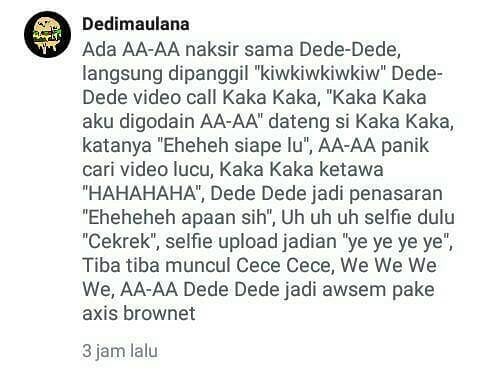 Dedimaulana
Ada AA-AA naksir sama Dede-Dede,
langsung dipanggil "kiwkiwkiwkiw" Dede-
Dede video call Kaka Kaka, "Kaka Kaka
aku digodain AA-AA" dateng si Kaka Kaka,
katanya "Eheheh siape lu", AA-AA panik
cari video lucu, Kaka Kaka ketawa
"HAHAHAHA", Dede Dede jadi penasaran
"Eheheheh apaan sih", Uh uh uh selfie dulu
"Cekrek", selfie upload jadian "ye ye ye ye",
Tiba tiba muncul Cece Cece, We We We
We, AA-AA Dede Dede jadi awsem pake
axis brownet
3 jam lalu